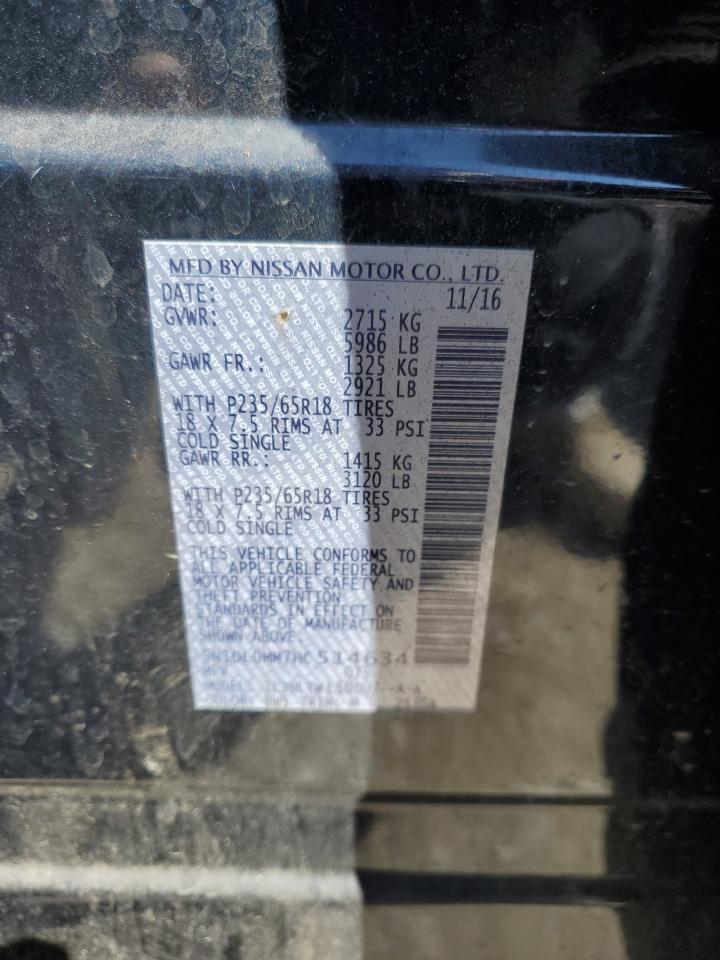 MFD BY NISSAN MOTOR CO., LTD.
DATE: 11/16
GVWR: 2715 KG
5986 LB
GAWR FR.: 1325 KG
2921 LB
WITH P235/65R18 TIRES
18 X 7.5 RIMS AT 33 PSI
COLD SINGLE
GAWR RR.: 1415 KG
3120 LB
WITH P235/65R18 TIRES
18 X 7.5 RIMS AT 33 PSI
COLD SINGLE
THIS VEHICLE CONFORMS TO
ALL APPLICABLE FEDERAL
MOTOR VEHICLE SAFETY AND
THEFT PREVENTION
STANDARDS IN EFFECT ON
THE DATE OF MANUFACTURE
SHOWN ABOVE.
5N1DL0MM7HC514634
MPV